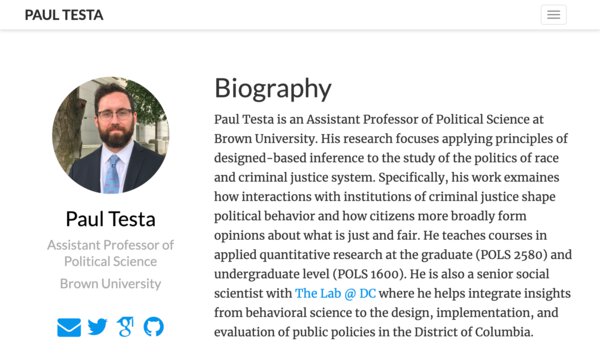 PAUL TESTA
Biography
Paul Testa is an Assistant Professor of Political Science at
Brown University. His research focuses applying principles of
designed-based inference to the study of the politics of race
and criminal justice system. Specifically, his work exmaines
how interactions with institutions of criminal justice shape
political behavior and how citizens more broadly form
opinions about what is just and fair. He teaches courses in
applied quantitative research at the graduate (POLS 2580) and
undergraduate level (POLS 1600). He is also a senior social
scientist with The Lab @ DC where he helps integrate insights
from behavioral science to the design, implementation, and
evaluation of public policies in the District of Columbia.
Paul Testa
Assistant Professor of
Political Science
Brown University